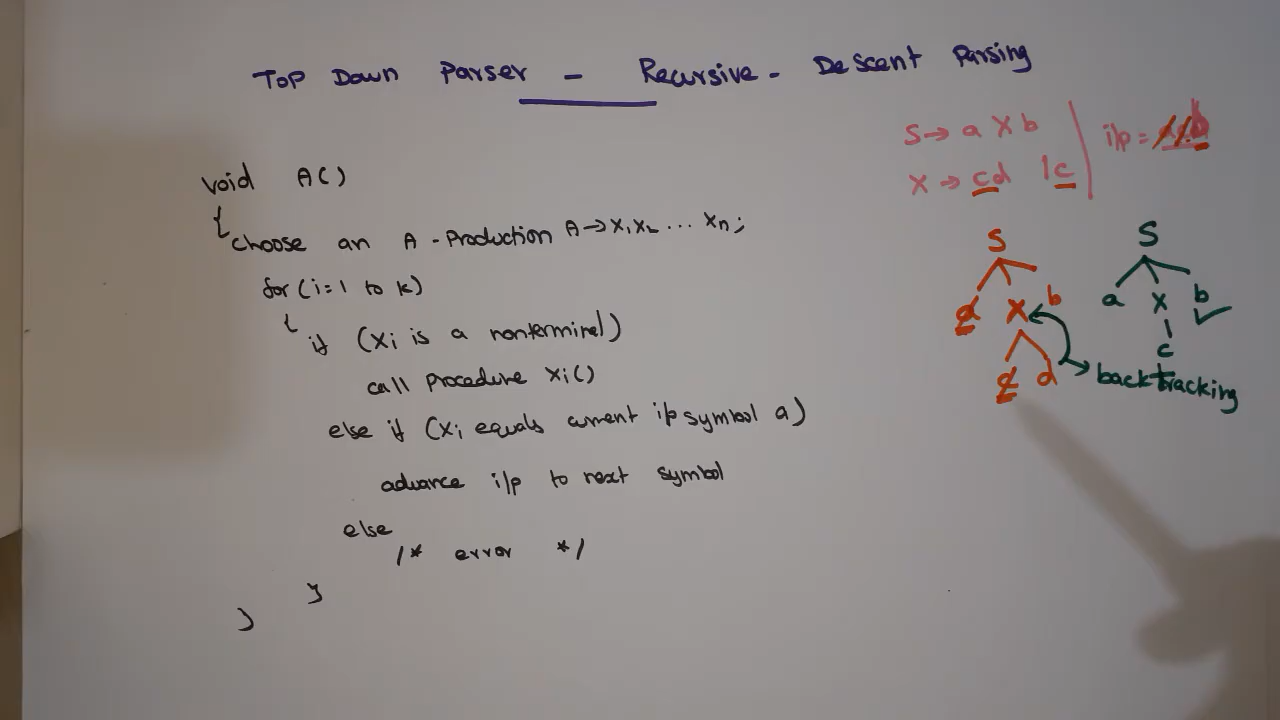 Top Down Parser - Recursive - Descent Parsing
void A()
{
choose an A - Production A→X₁X₂ ... Xn;
for (i=1 to k)
{
if (Xi is a nonterminal)
call procedure Xi()
else if (Xi equals current i/p symbol a)
advance i/p to next symbol
else
/* error */
}
}
S→ a X b
X → cd | c
i/p = b
S
a X b
c d
backtracking
S
a X b
c